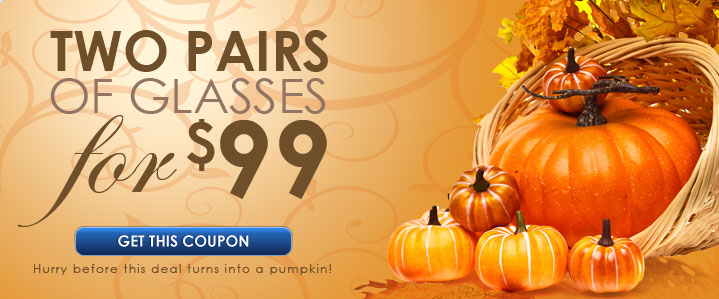 TWO PAIRS
OF GLASSES
for $99
GET THIS COUPON
Hurry before this deal turns into a pumpkin!